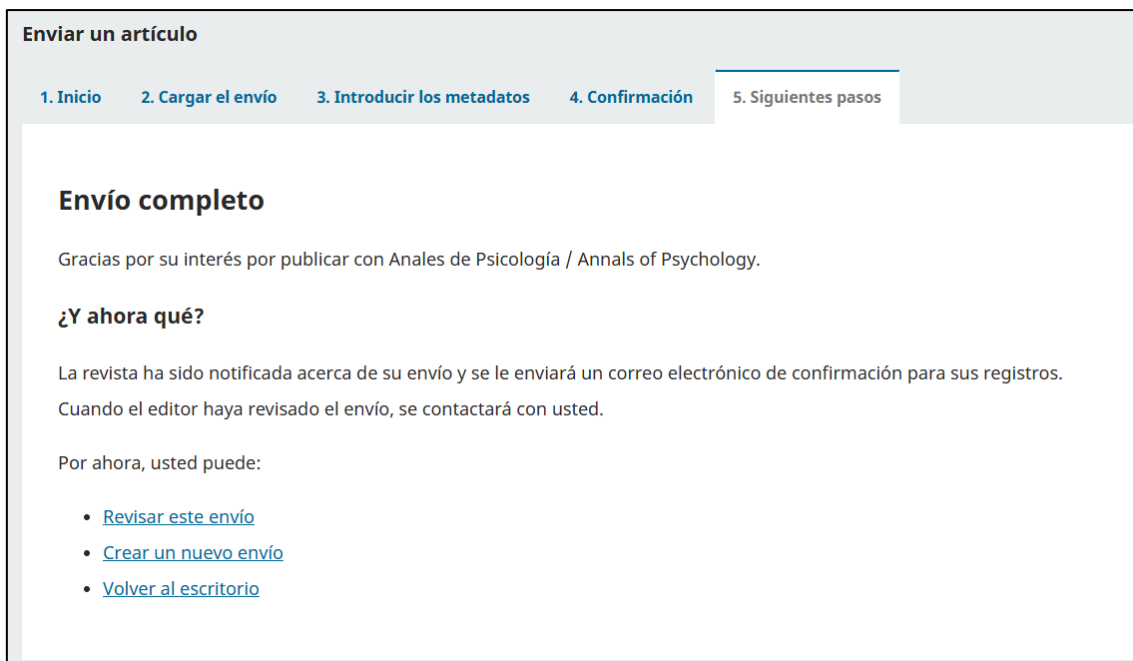 Enviar un artículo
1. Inicio 2. Cargar el envío 3. Introducir los metadatos 4. Confirmación 5. Siguientes pasos
Envío completo
Gracias por su interés por publicar con Anales de Psicología / Annals of Psychology.
¿Y ahora qué?
La revista ha sido notificada acerca de su envío y se le enviará un correo electrónico de confirmación para sus registros.
Cuando el editor haya revisado el envío, se contactará con usted.
Por ahora, usted puede:
• Revisar este envío
• Crear un nuevo envío
• Volver al escritorio